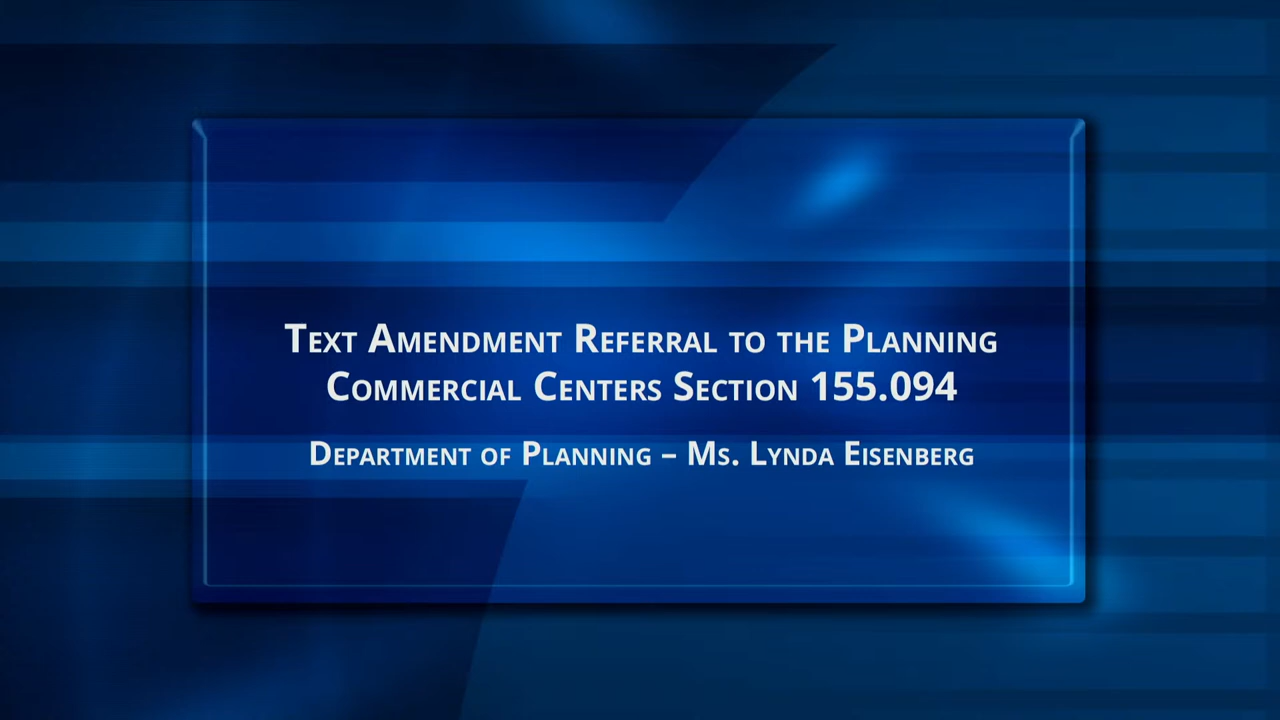 Text Amendment Referral to the Planning
Commercial Centers Section 155.094
Department of Planning – Ms. Lynda Eisenberg